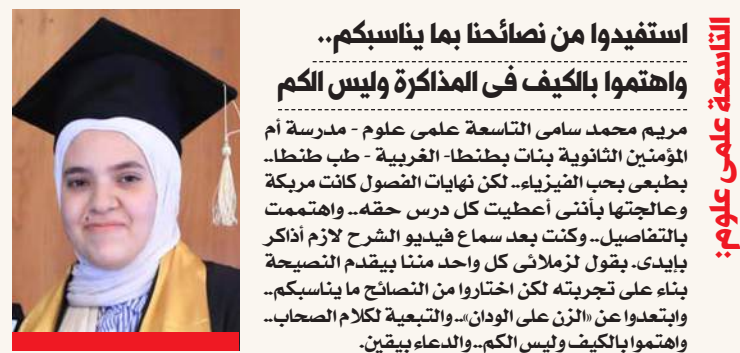 التاسعة علمى علوم:
استفيدوا من نصائحنا بما يناسبكم..
واهتموا بالكيف فى المذاكرة وليس الكم
مريم محمد سامى التاسعة علمى علوم - مدرسة أم
المؤمنين الثانوية بنات بطنطا- الغربية - طب طنطا..
بطبعى بحب الفيزياء.. لكن نهايات الفصول كانت مربكة
وعالجتها بأننى أعطيت كل درس حقه.. واهتممت
بالتفاصيل.. وكنت بعد سماع فيديو الشرح لازم أذاكر
بإيدى. بقول لزملائى كل واحد مننا بيقدم النصيحة
بناء على تجربته لكن اختاروا من النصائح ما يناسبكم..
وابتعدوا عن «الزن على الودان».. والتبعية لكلام الصحاب..
واهتموا بالكيف وليس الكم.. والدعاء بيقين.